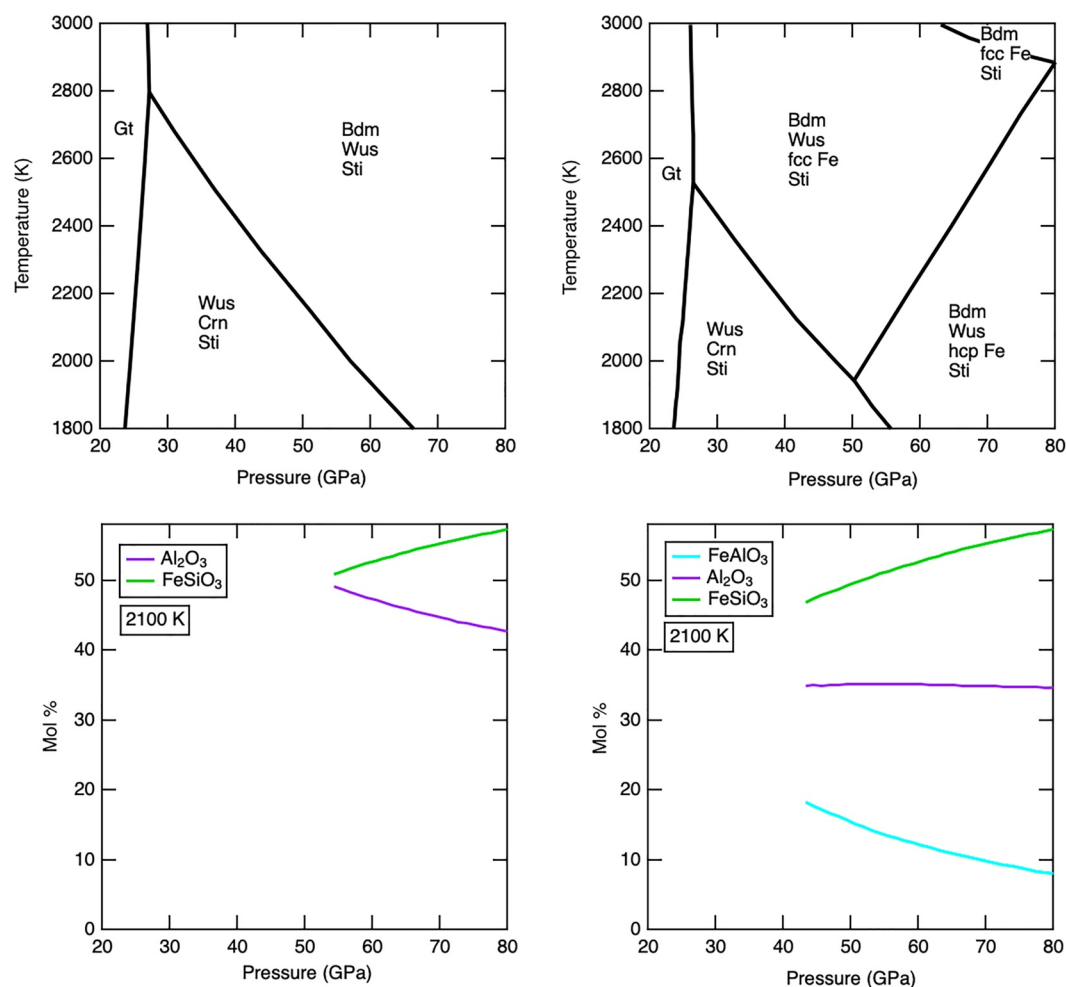 3000
2800
2600
2400
2200
2000
1800
Temperature (K)
Gt
Bdm
Wus
Sti
Wus
Crn
Sti
20 30 40 50 60 70 80
Pressure (GPa)
3000
2800
2600
2400
2200
2000
1800
Temperature (K)
Bdm
fcc Fe
Sti
Bdm
Wus
fcc Fe
Sti
Gt
Wus
Crn
Sti
Bdm
Wus
hcp Fe
Sti
20 30 40 50 60 70 80
Pressure (GPa)
Al₂O₃
FeSiO₃
2100 K
50
40
30
20
10
0
Mol %
20 30 40 50 60 70 80
Pressure (GPa)
FeAlO₃
Al₂O₃
FeSiO₃
2100 K
50
40
30
20
10
0
Mol %
20 30 40 50 60 70 80
Pressure (GPa)